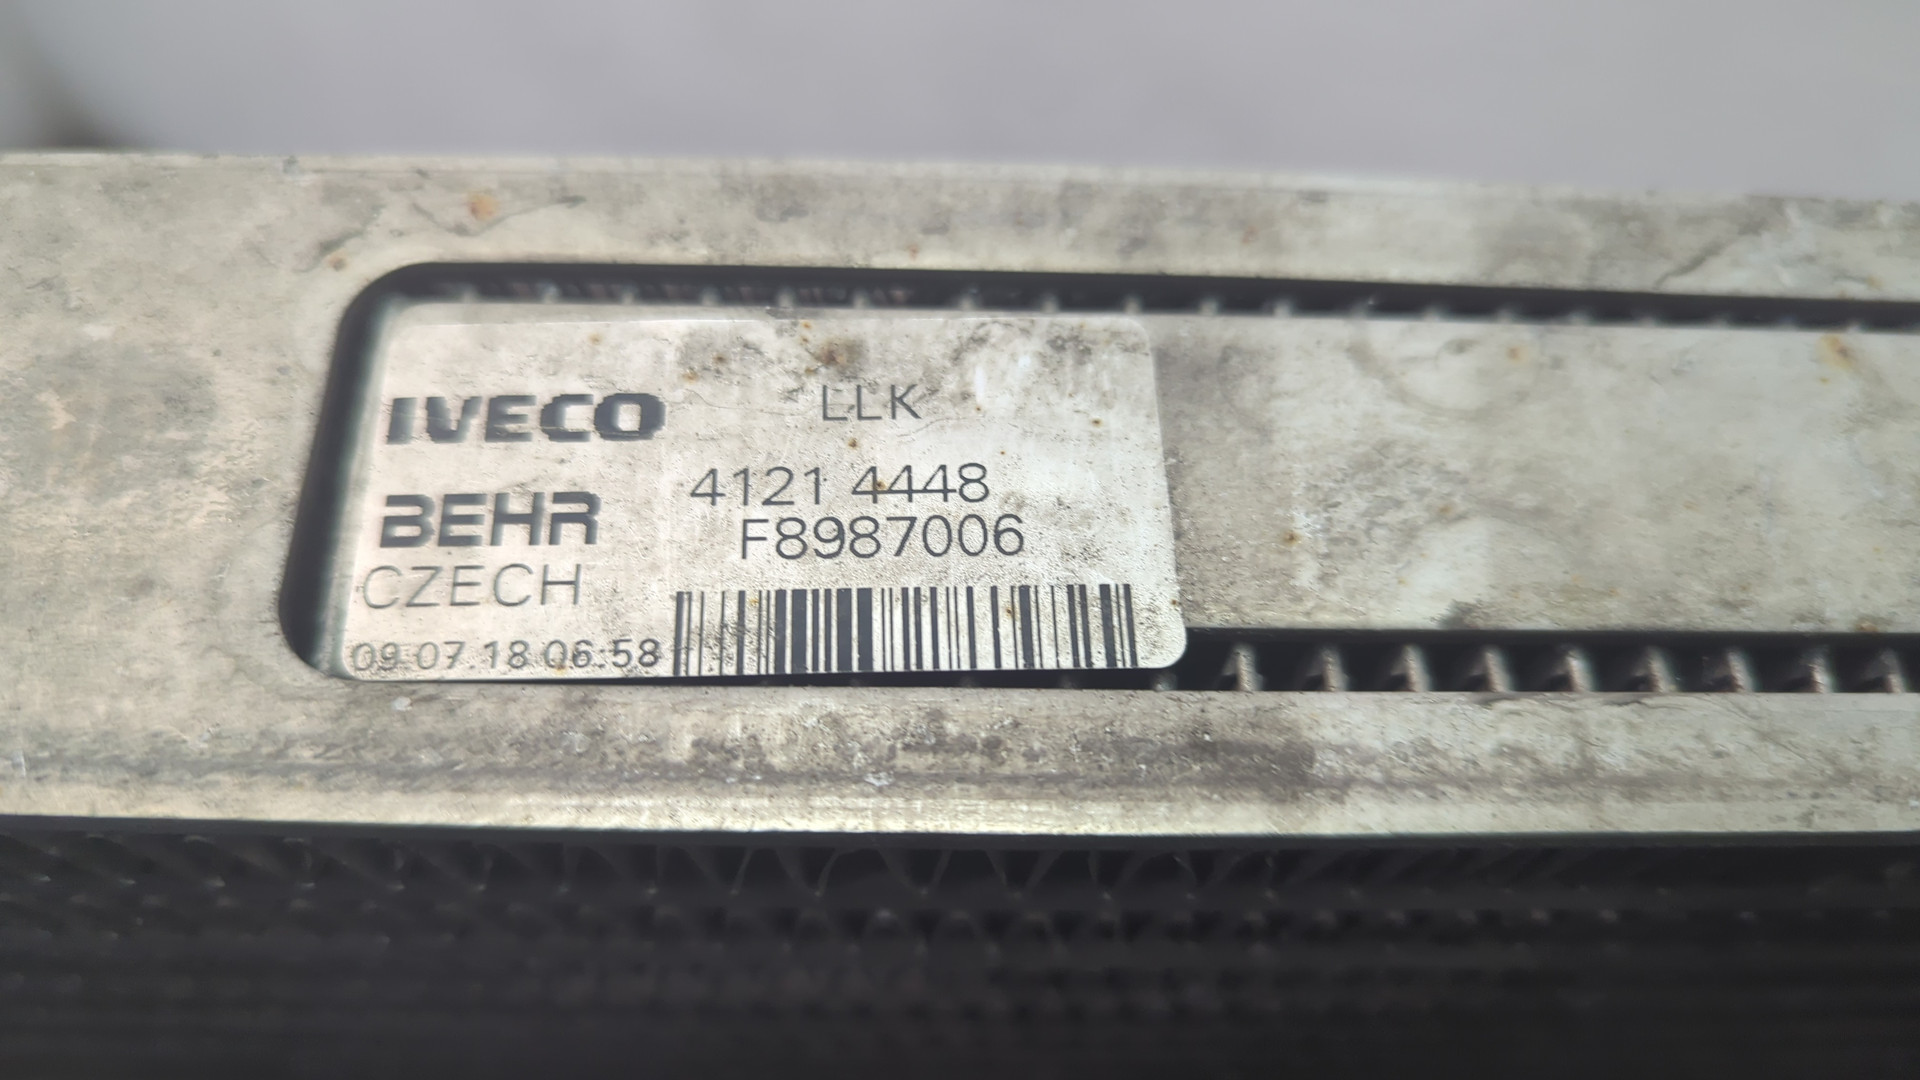 IVECO LLK
4121 4448
BEHR F8987006
CZECH
09.07.18 06:58